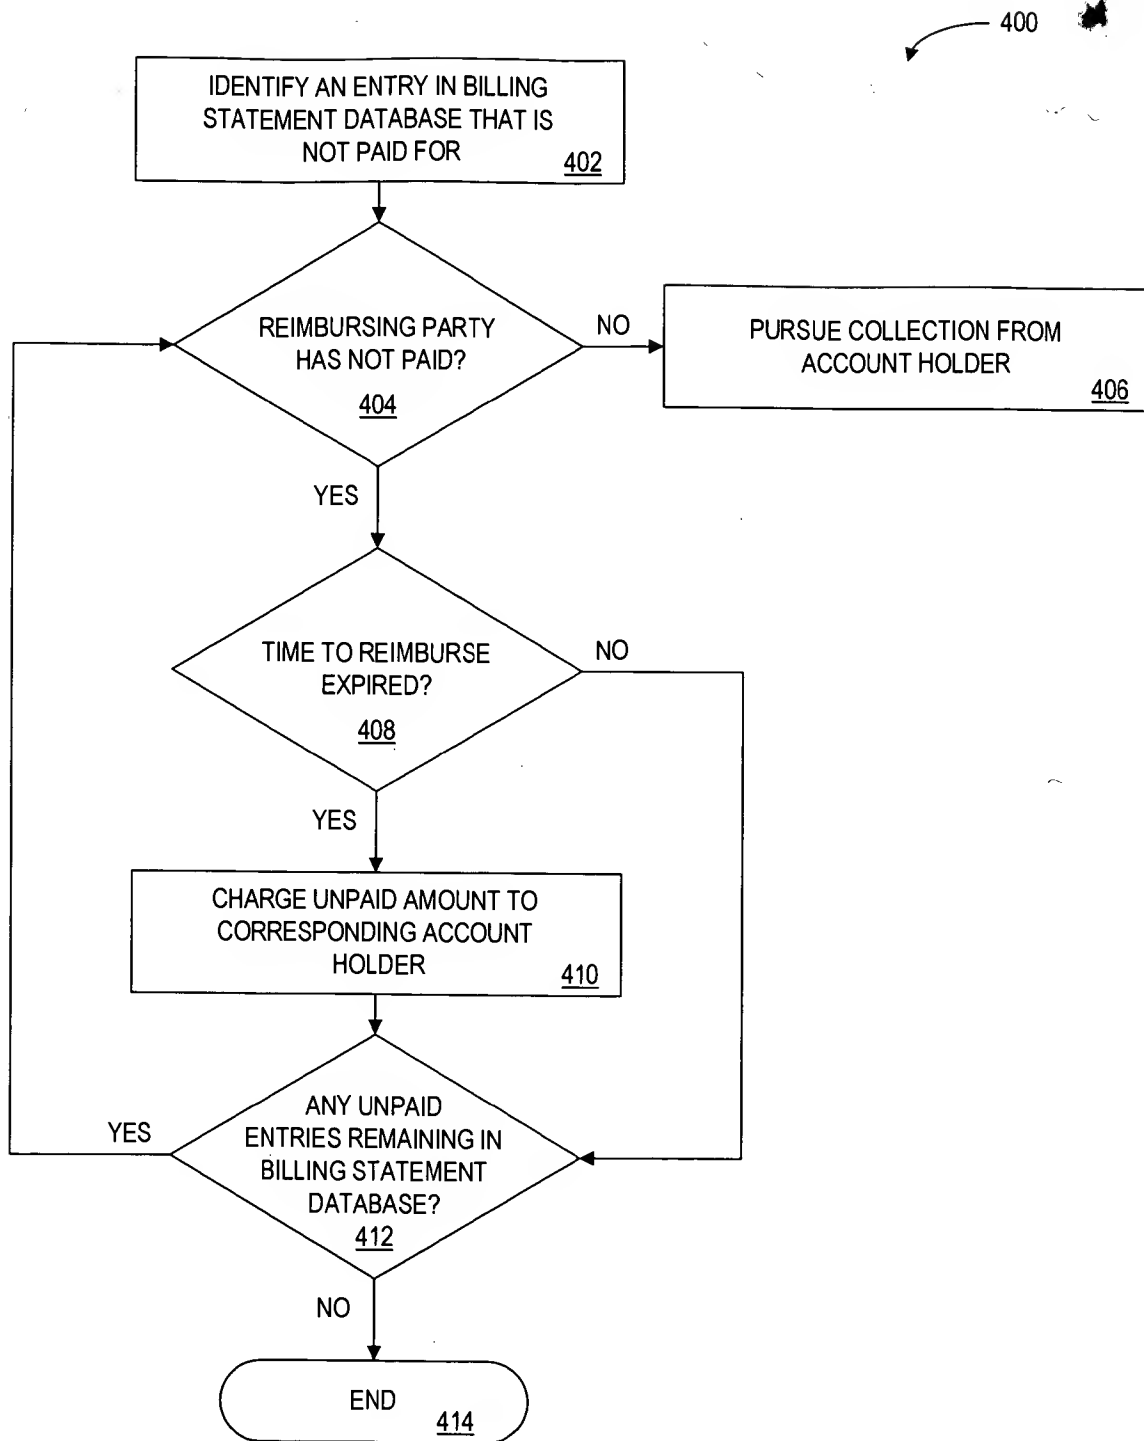 400
IDENTIFY AN ENTRY IN BILLING
STATEMENT DATABASE THAT IS
NOT PAID FOR
402
REIMBURSING PARTY
HAS NOT PAID?
404
NO
PURSUE COLLECTION FROM
ACCOUNT HOLDER
406
YES
TIME TO REIMBURSE
EXPIRED?
408
NO
YES
CHARGE UNPAID AMOUNT TO
CORRESPONDING ACCOUNT
HOLDER
410
ANY UNPAID
ENTRIES REMAINING IN
BILLING STATEMENT
DATABASE?
412
YES
NO
END
414